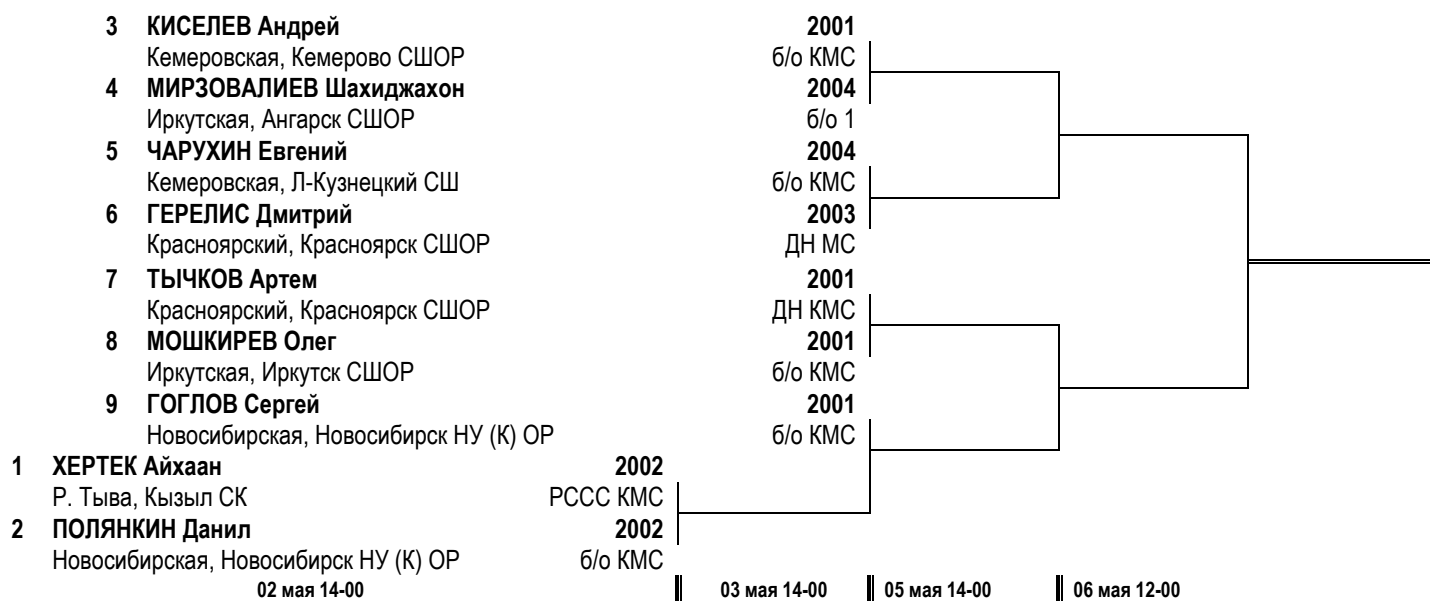 3 КИСЕЛЕВ Андрей 2001
Кемеровская, Кемерово СШОР б/о КМС
4 МИРЗОВАЛИЕВ Шахиджахон 2004
Иркутская, Ангарск СШОР б/о 1
5 ЧАРУХИН Евгений 2004
Кемеровская, Л-Кузнецкий СШ б/о КМС
6 ГЕРЕЛИС Дмитрий 2003
Красноярский, Красноярск СШОР ДН МС
7 ТЫЧКОВ Артем 2001
Красноярский, Красноярск СШОР ДН КМС
8 МОШКИРЕВ Олег 2001
Иркутская, Иркутск СШОР б/о КМС
9 ГОГЛОВ Сергей 2001
Новосибирская, Новосибирск НУ (К) ОР б/о КМС
1 ХЕРТЕК Айхаан 2002
Р. Тыва, Кызыл СК РССС КМС
2 ПОЛЯНКИН Данил 2002
Новосибирская, Новосибирск НУ (К) ОР б/о КМС
02 мая 14-00 03 мая 14-00 05 мая 14-00 06 мая 12-00